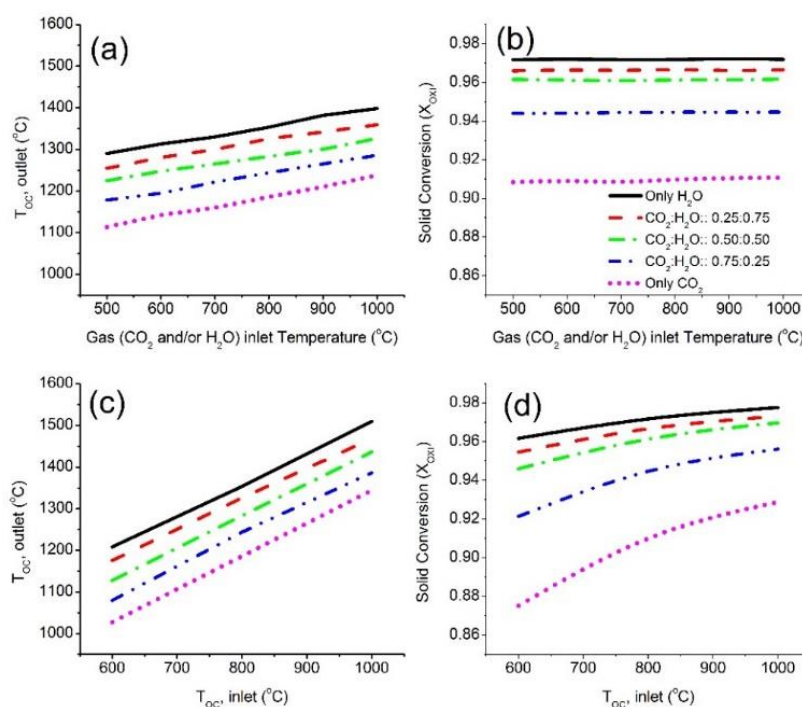 (a)
1600
1500
1400
1300
1200
1100
1000
T_OC, outlet (°C)
500 600 700 800 900 1000
Gas (CO₂ and/or H₂O) inlet Temperature (°C)
(b)
0.98
0.96
0.94
0.92
0.90
0.88
0.86
Solid Conversion (X_OXI)
Only H₂O
CO₂:H₂O:: 0.25:0.75
CO₂:H₂O:: 0.50:0.50
CO₂:H₂O:: 0.75:0.25
Only CO₂
500 600 700 800 900 1000
Gas (CO₂ and/or H₂O) inlet Temperature (°C)
(c)
1600
1500
1400
1300
1200
1100
1000
T_OC, outlet (°C)
600 700 800 900 1000
T_OC, inlet (°C)
(d)
0.98
0.96
0.94
0.92
0.90
0.88
0.86
Solid Conversion (X_OXI)
600 700 800 900 1000
T_OC, inlet (°C)